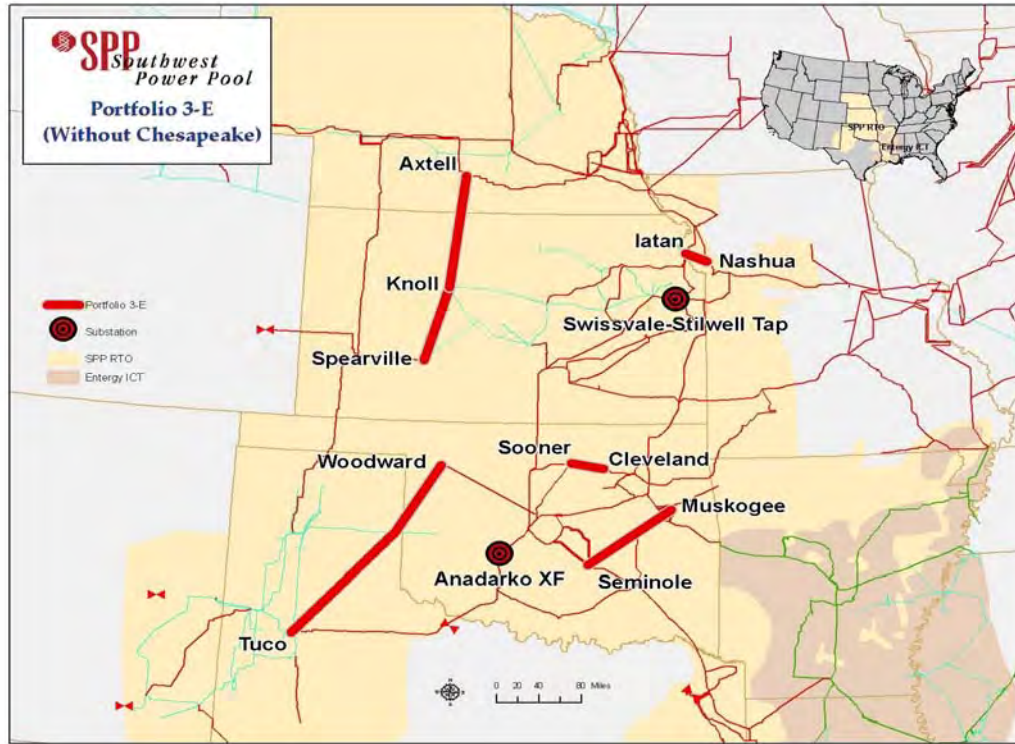 SPP Southwest
Power Pool
Portfolio 3-E
(Without Chesapeake)
SPP RTO
Entergy ICT
Axtell
Iatan
Nashua
Knoll
Swissvale-Stilwell Tap
Spearville
Portfolio 3-E
Substation
SPP RTO
Entergy ICT
Sooner
Woodward
Cleveland
Muskogee
Anadarko XF
Seminole
Tuco
0 20 40 80 Miles